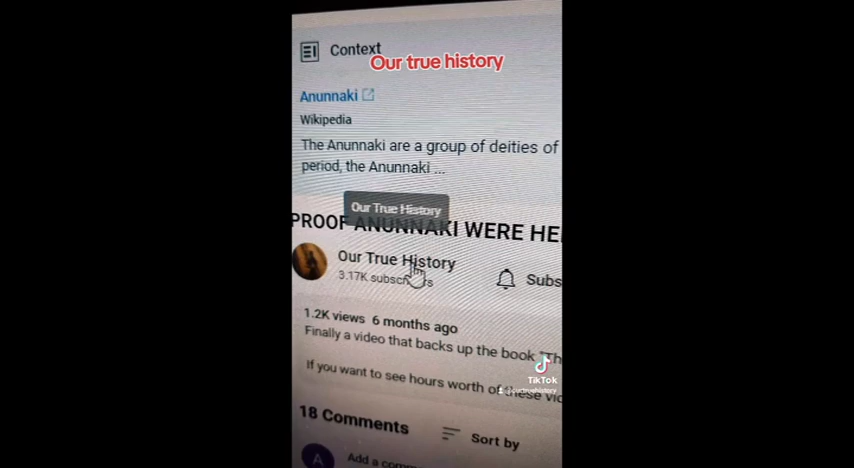 Context
Our true history
Anunnaki
Wikipedia
The Anunnaki are a group of deities of
period, the Anunnaki ...
Our True History
PROOF ANUNNAKI WERE HE
Our True History
3.17K subscribers
Subs
1.2K views 6 months ago
Finally a video that backs up the book "Th
If you want to see hours worth of these vid
TikTok
@ourtruehistory
18 Comments
Sort by
A
Add a comm